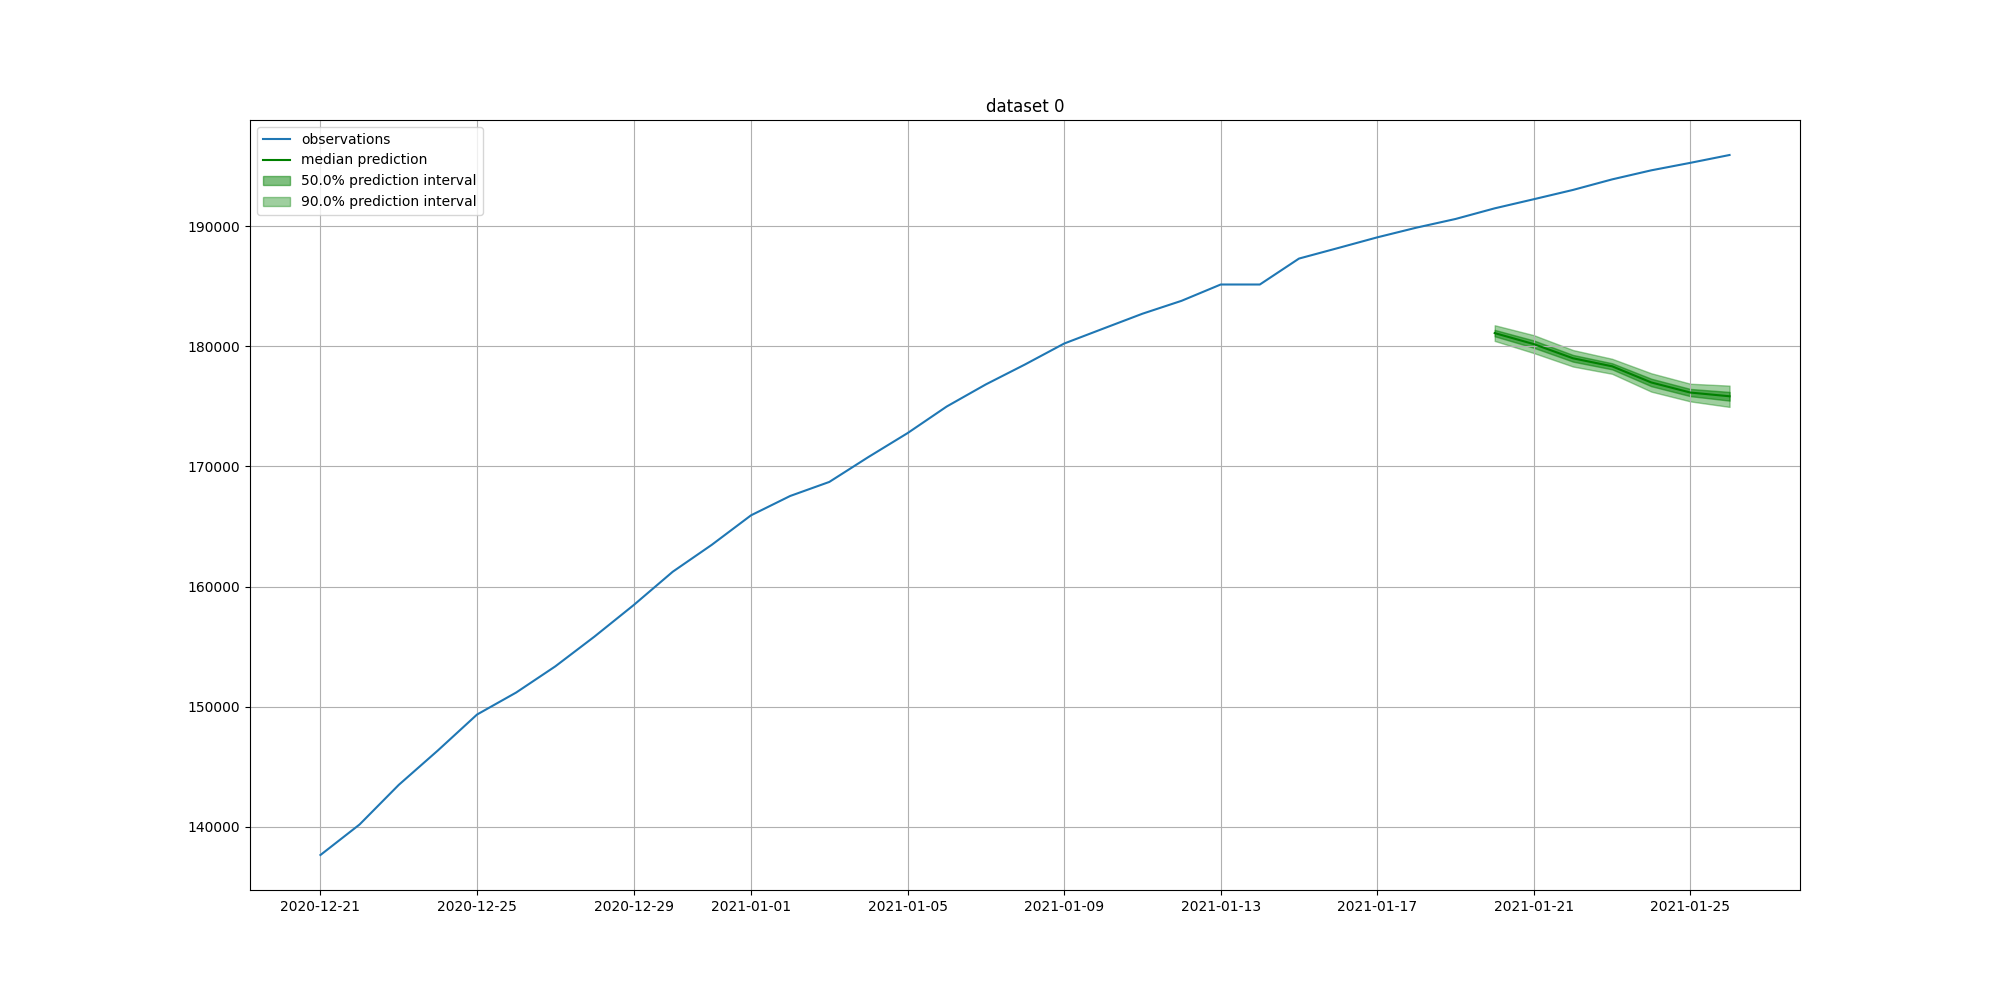 dataset 0
observations
median prediction
50.0% prediction interval
90.0% prediction interval
190000
180000
170000
160000
150000
140000
2020-12-21 2020-12-25 2020-12-29 2021-01-01 2021-01-05 2021-01-09 2021-01-13 2021-01-17 2021-01-21 2021-01-25